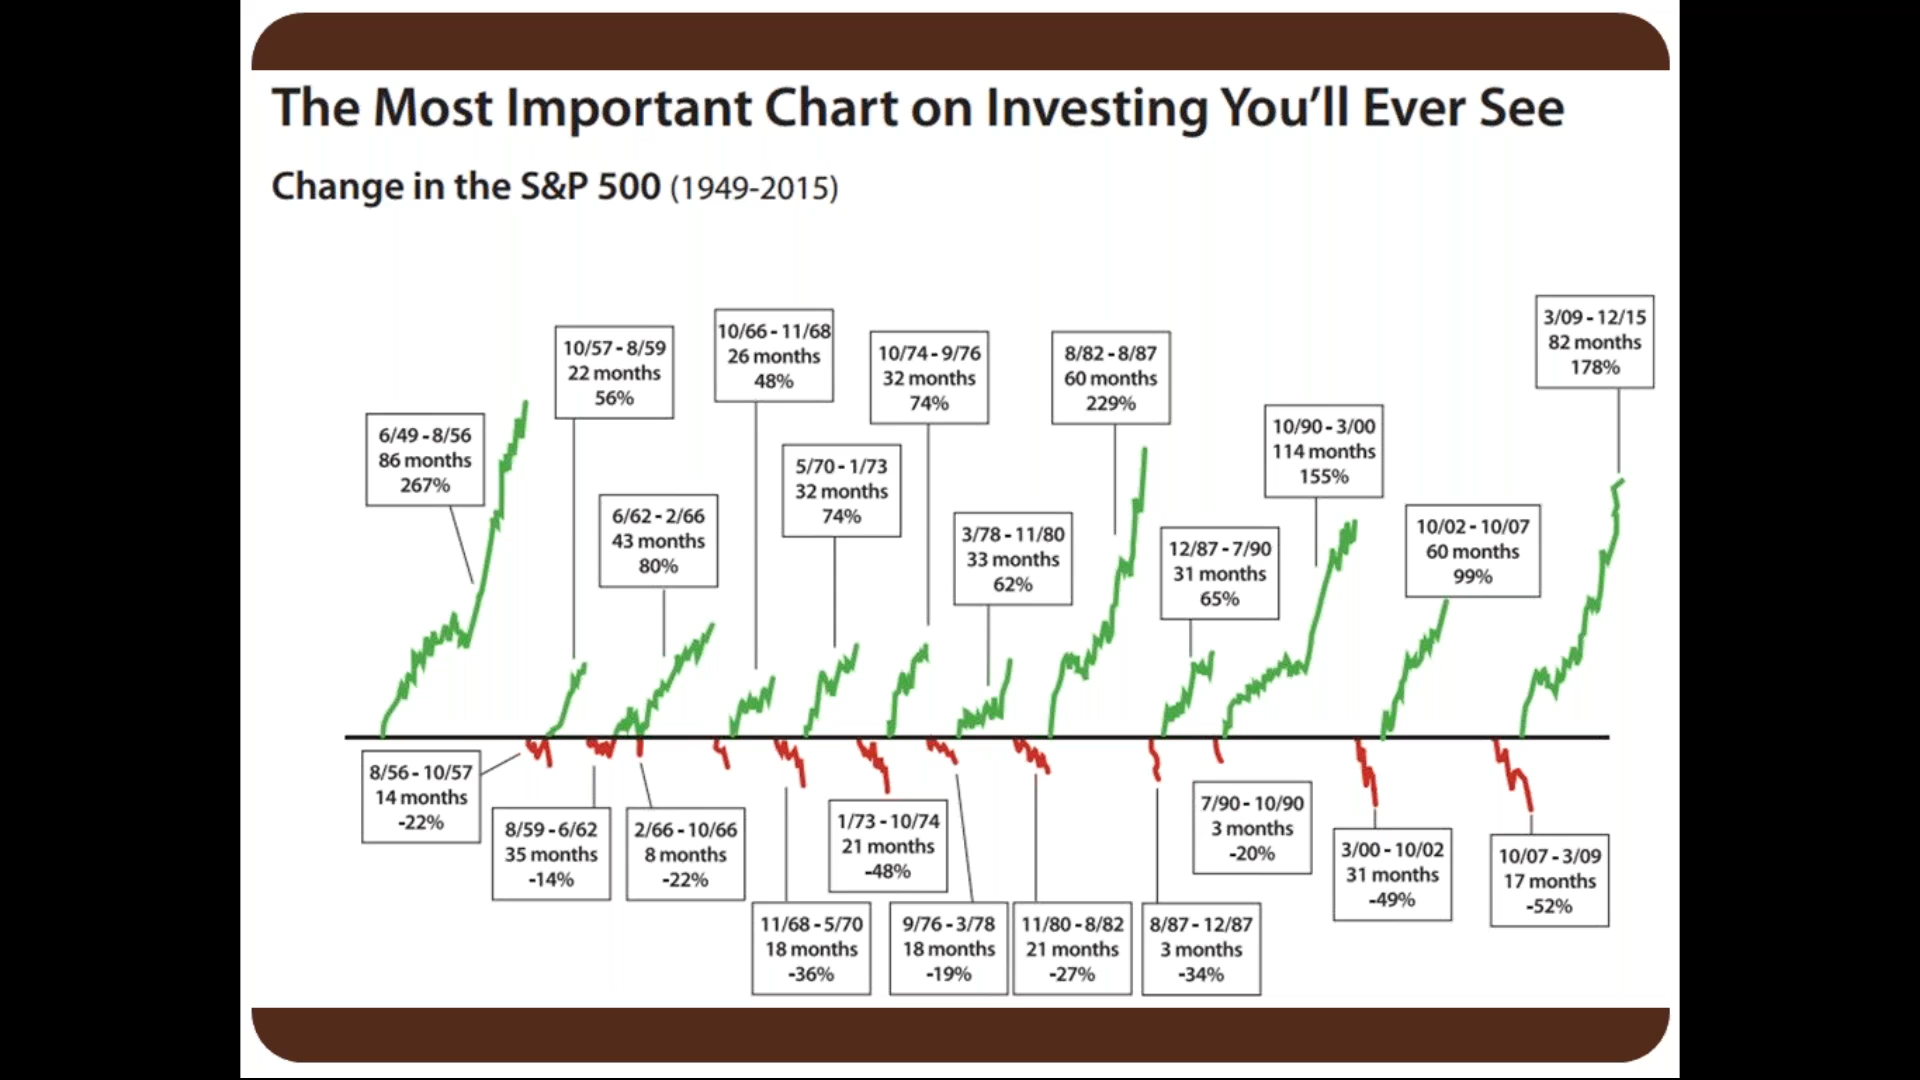 The Most Important Chart on Investing You'll Ever See
Change in the S&P 500 (1949-2015)
6/49 - 8/56
86 months
267%
10/57 - 8/59
22 months
56%
6/62 - 2/66
43 months
80%
10/66 - 11/68
26 months
48%
5/70 - 1/73
32 months
74%
10/74 - 9/76
32 months
74%
3/78 - 11/80
33 months
62%
8/82 - 8/87
60 months
229%
12/87 - 7/90
31 months
65%
10/90 - 3/00
114 months
155%
10/02 - 10/07
60 months
99%
3/09 - 12/15
82 months
178%
8/56 - 10/57
14 months
-22%
8/59 - 6/62
35 months
-14%
2/66 - 10/66
8 months
-22%
11/68 - 5/70
18 months
-36%
1/73 - 10/74
21 months
-48%
9/76 - 3/78
18 months
-19%
11/80 - 8/82
21 months
-27%
8/87 - 12/87
3 months
-34%
7/90 - 10/90
3 months
-20%
3/00 - 10/02
31 months
-49%
10/07 - 3/09
17 months
-52%